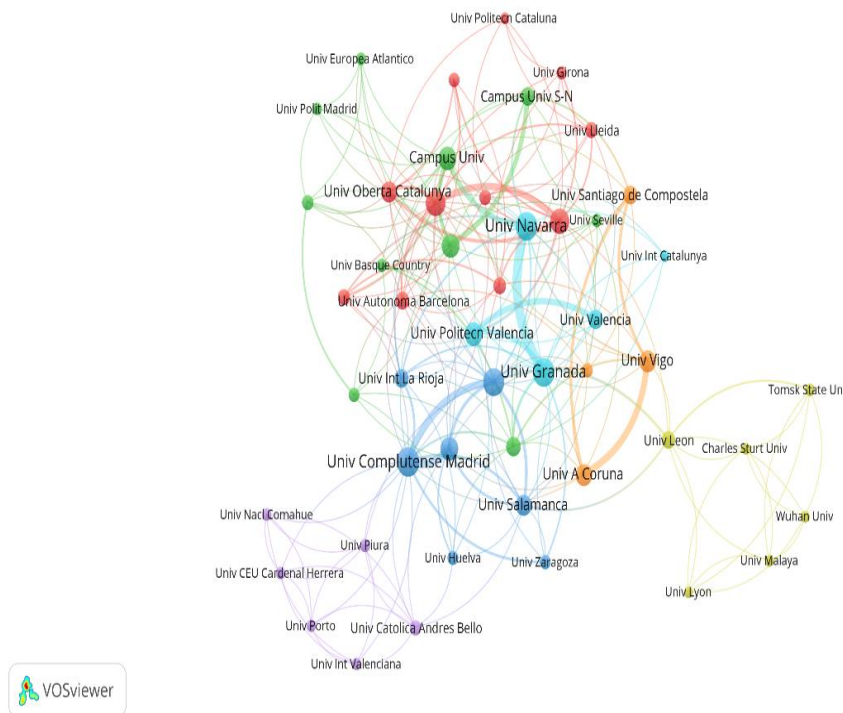 Univ Politecn Cataluna
Univ Europea Atlantico
Univ Girona
Campus Univ S-N
Univ Polit Madrid
Univ Lleida
Campus Univ
Univ Oberta Catalunya
Univ Santiago de Compostela
Univ Navarra
Univ Seville
Univ Int Catalunya
Univ Basque Country
Univ Autonoma Barcelona
Univ Politecn Valencia
Univ Valencia
Univ Vigo
Univ Int La Rioja
Univ Granada
Tomsk State Un
Univ Leon
Charles Sturt Univ
Univ Complutense Madrid
Univ A Coruna
Univ Salamanca
Univ Nacl Comahue
Wuhan Univ
Univ Piura
Univ Huelva
Univ Zaragoza
Univ Malaya
Univ CEU Cardenal Herrera
Univ Lyon
Univ Porto
Univ Catolica Andres Bello
Univ Int Valenciana
VOSviewer